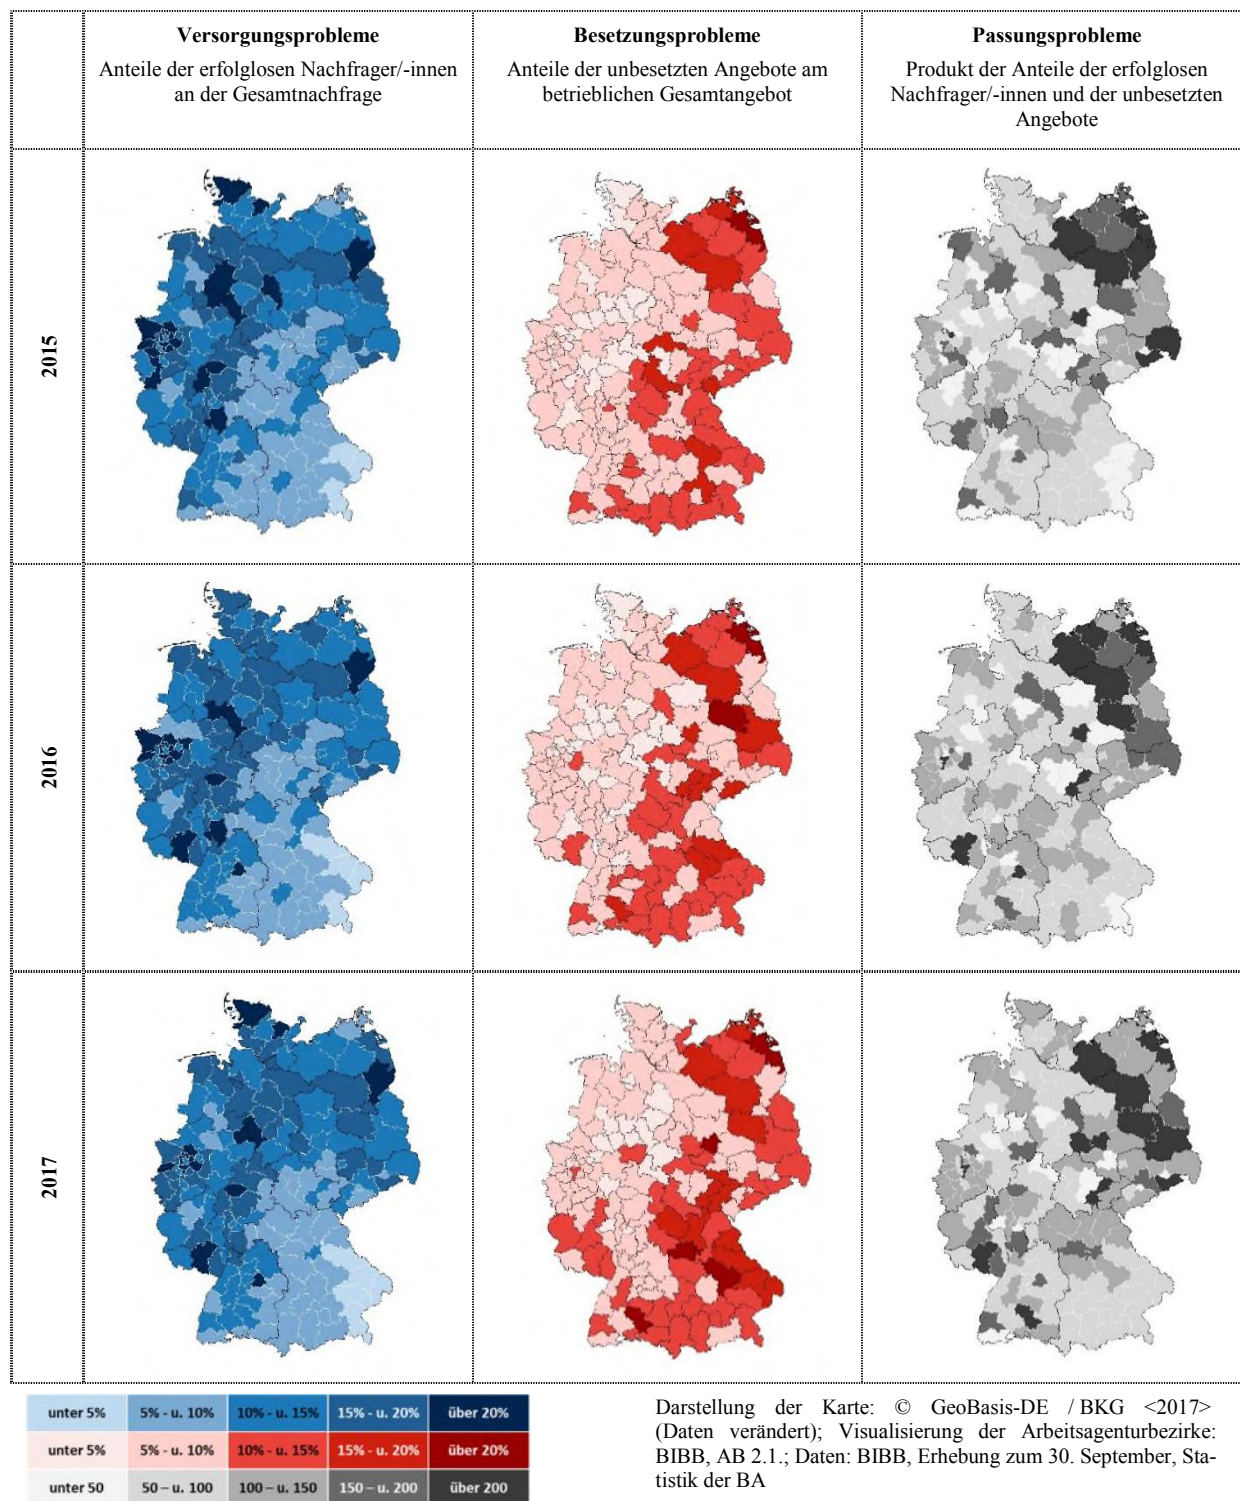 Versorgungsprobleme
Anteile der erfolglosen Nachfrager/-innen
an der Gesamtnachfrage
Besetzungsprobleme
Anteile der unbesetzten Angebote am
betrieblichen Gesamtangebot
Passungsprobleme
Produkt der Anteile der erfolglosen
Nachfrager/-innen und der unbesetzten
Angebote
2015
2016
2017
unter 5% 5% - u. 10% 10% - u. 15% 15% - u. 20% über 20%
unter 5% 5% - u. 10% 10% - u. 15% 15% - u. 20% über 20%
unter 50 50 – u. 100 100 – u. 150 150 – u. 200 über 200
Darstellung der Karte: © GeoBasis-DE / BKG <2017>
(Daten verändert); Visualisierung der Arbeitsagenturbezirke:
BIBB, AB 2.1.; Daten: BIBB, Erhebung zum 30. September, Sta-
tistik der BA